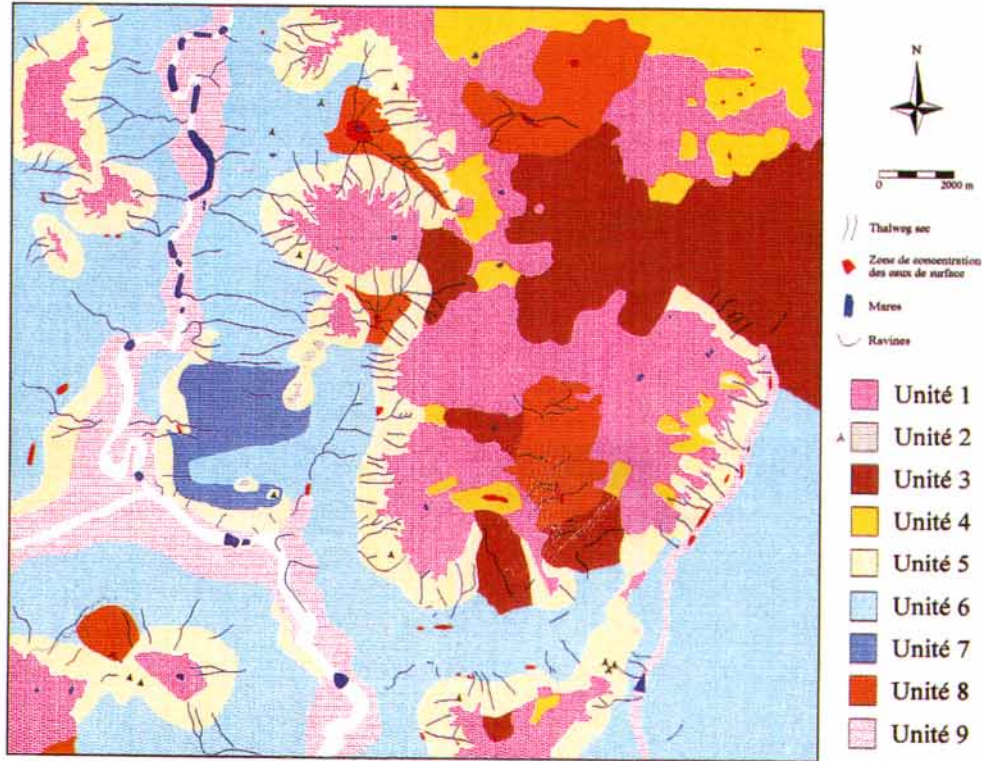 N
0 2000 m
Thalweg sec
Zone de concentration
des eaux de surface
Mares
Ravines
Unité 1
Unité 2
Unité 3
Unité 4
Unité 5
Unité 6
Unité 7
Unité 8
Unité 9